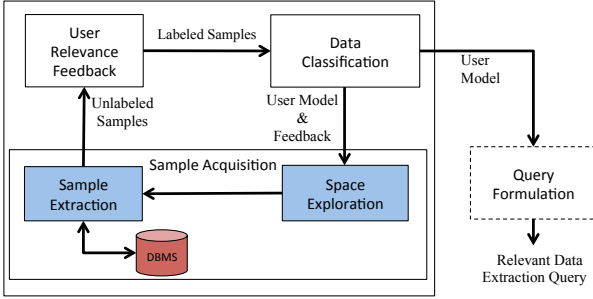 User
Relevance
Feedback
Labeled Samples
Data
Classification
User
Model
Unlabeled
Samples
User Model
&
Feedback
Sample Acquisition
Sample
Extraction
Space
Exploration
Query
Formulation
DBMS
Relevant Data
Extraction Query